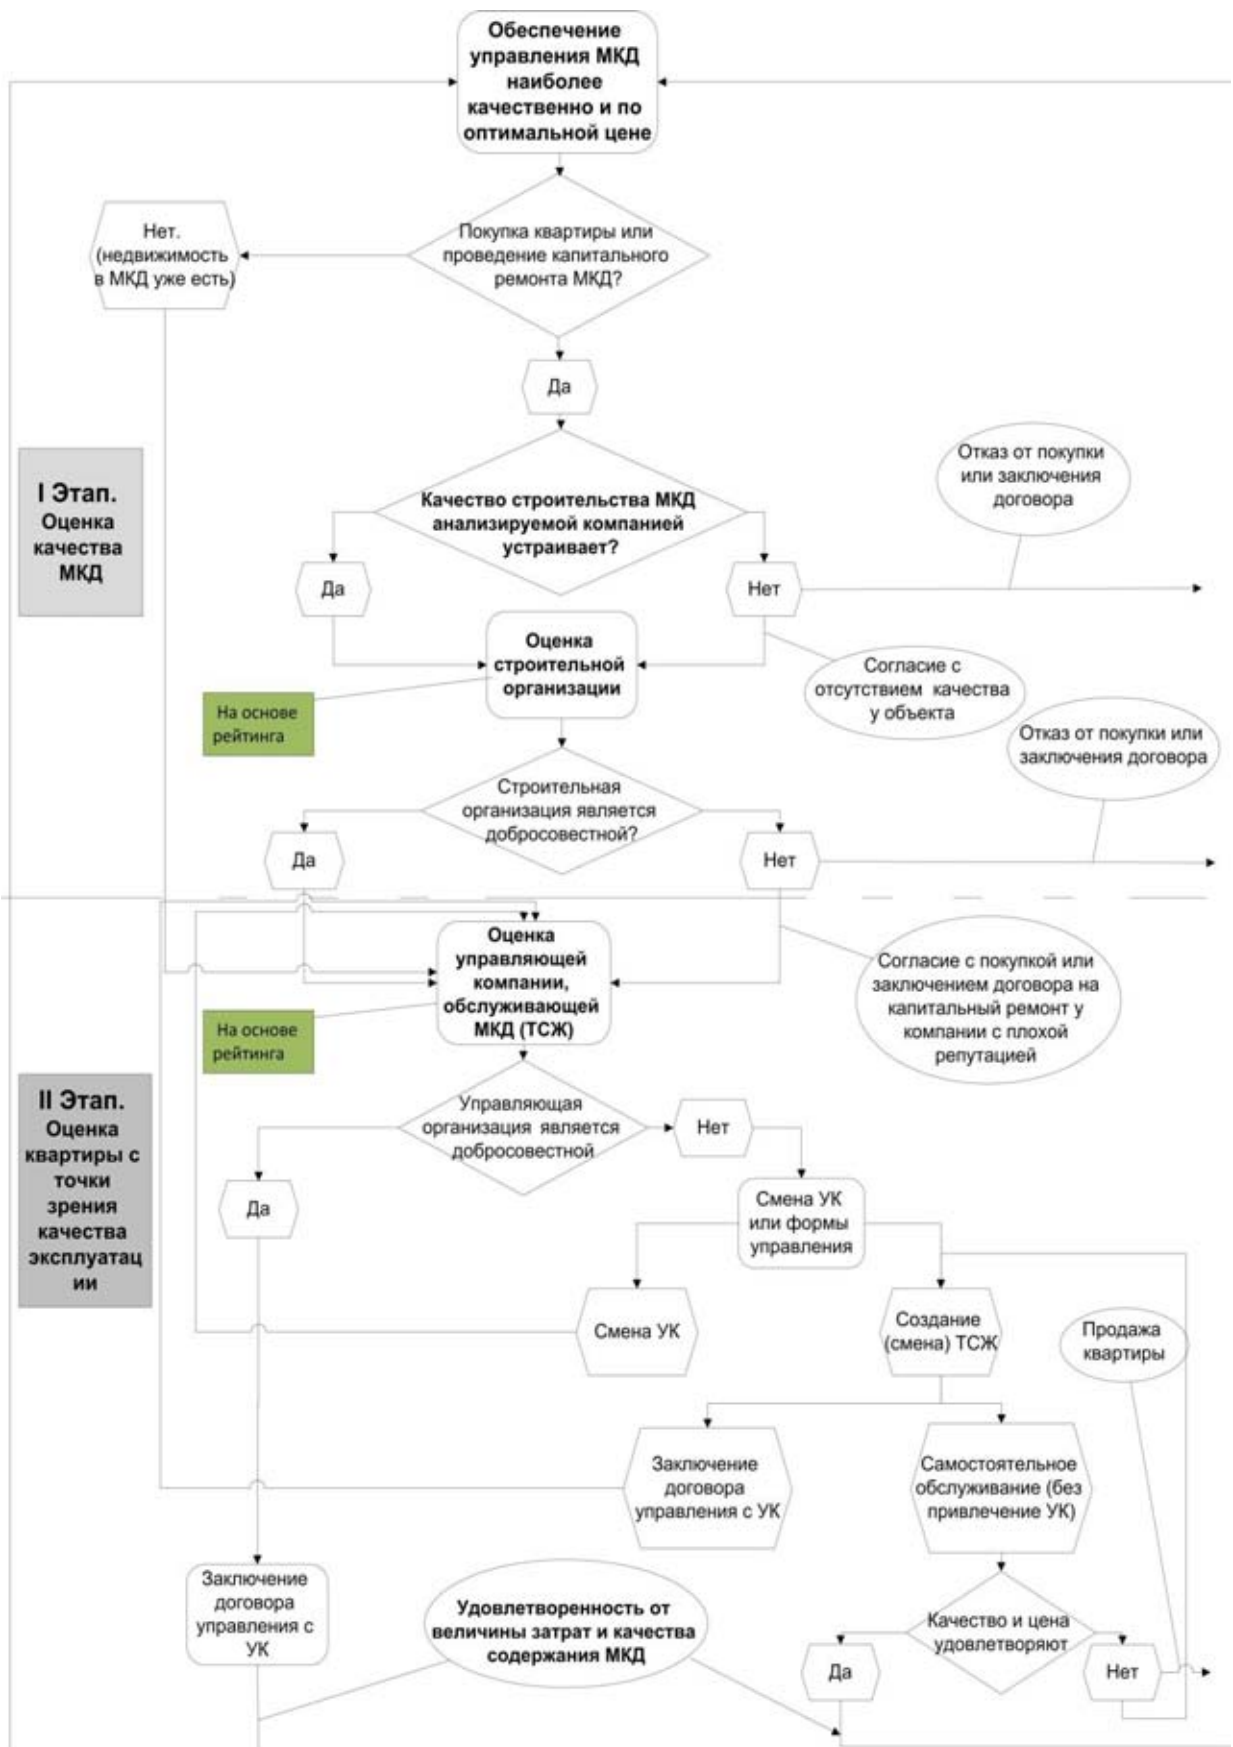 Обеспечение
управления МКД
наиболее
качественно и по
оптимальной цене
Нет.
(недвижимость
в МКД уже есть)
Покупка квартиры или
проведение капитального
ремонта МКД?
Да
I Этап.
Оценка
качества
МКД
Качество строительства МКД
анализируемой компанией
устраивает?
Отказ от покупки
или заключения
договора
Да
Нет
Оценка
строительной
организации
Согласие с
отсутствием качества
у объекта
На основе
рейтинга
Отказ от покупки или
заключения договора
Строительная
организация является
добросовестной?
Да
Нет
Оценка
управляющей
компании,
обслуживающей
МКД (ТСЖ)
Согласие с покупкой или
заключением договора на
капитальный ремонт у
компании с плохой
репутацией
На основе
рейтинга
II Этап.
Оценка
квартиры с
точки
зрения
качества
эксплуатац
ии
Управляющая
организация является
добросовестной
Нет
Да
Смена УК
или формы
управления
Смена УК
Создание
(смена) ТСЖ
Продажа
квартиры
Заключение
договора
управления с УК
Самостоятельное
обслуживание (без
привлечение УК)
Заключение
договора
управления с
УК
Удовлетворенность от
величины затрат и качества
содержания МКД
Качество и цена
удовлетворяют
Да
Нет